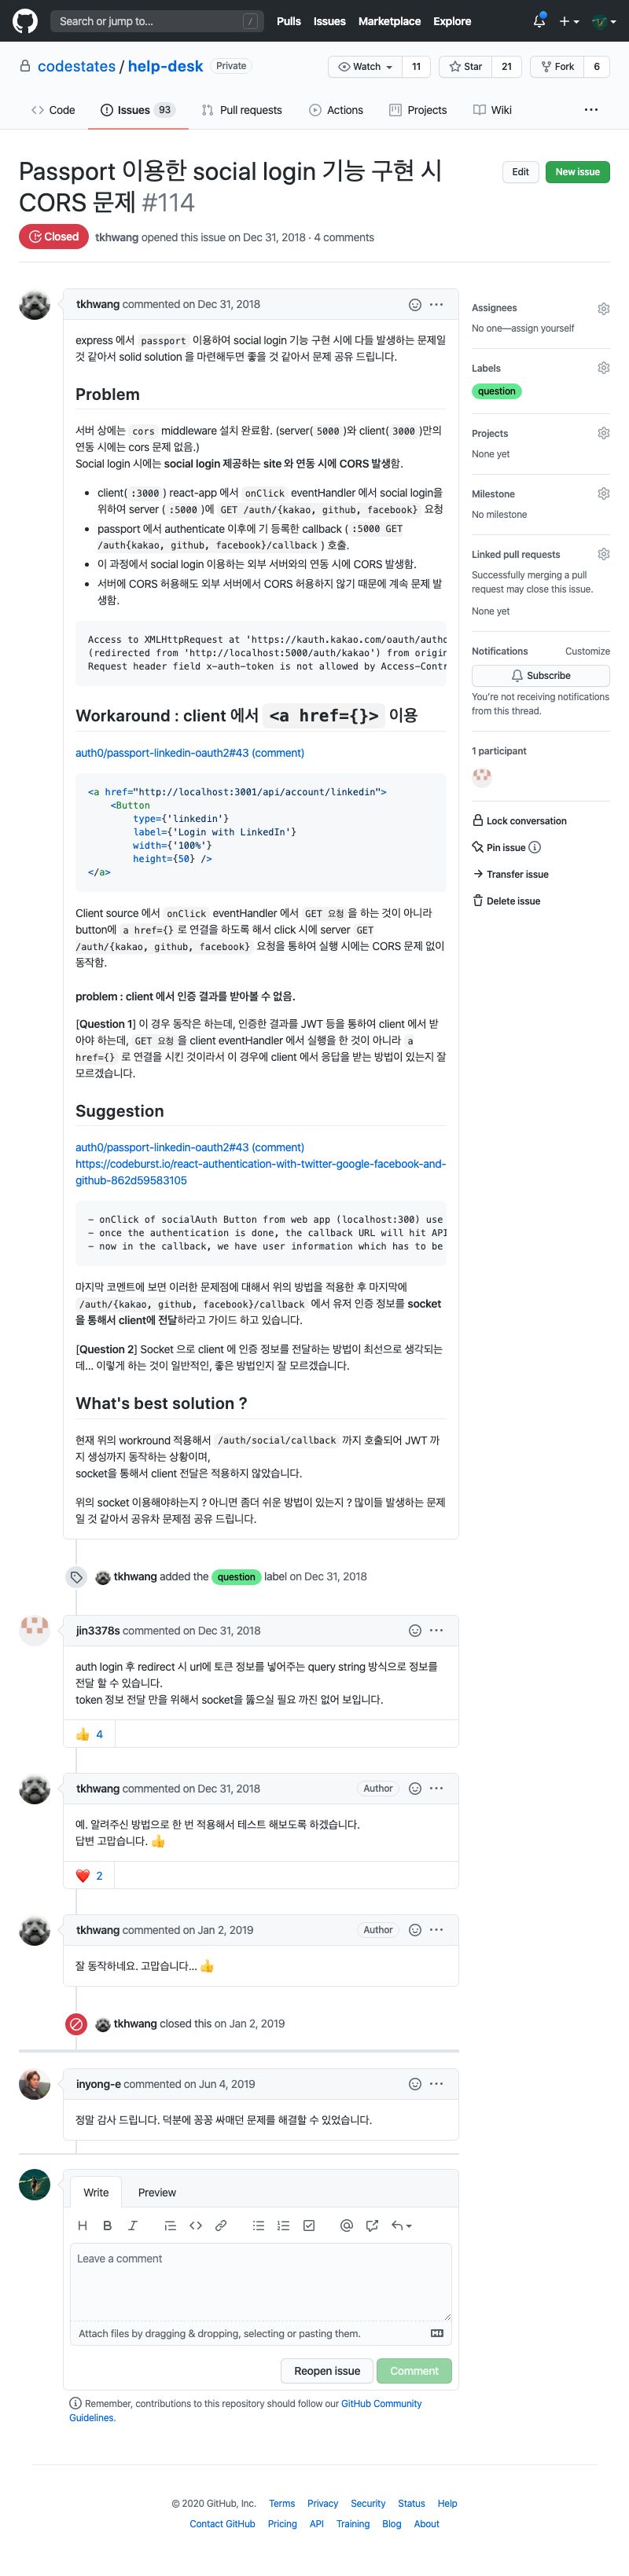 Search or jump to...
/
Pulls Issues Marketplace Explore
codestates / help-desk Private
Watch 11 Star 21 Fork 6
Code Issues 93 Pull requests Actions Projects Wiki
Passport 이용한 social login 기능 구현 시
CORS 문제 #114
Edit New issue
Closed tkhwang opened this issue on Dec 31, 2018 · 4 comments
tkhwang commented on Dec 31, 2018
express 에서 passport 이용하여 social login 기능 구현 시에 다들 발생하는 문제일
것 같아서 solid solution 을 마련해두면 좋을 것 같아서 문제 공유 드립니다.
Problem
서버 상에는 cors middleware 설치 완료함. (server( 5000 )와 client( 3000 )만의
연동 시에는 cors 문제 없음.)
Social login 시에는 social login 제공하는 site 와 연동 시에 CORS 발생함.
• client( :3000 ) react-app 에서 onClick eventHandler 에서 social login을
위하여 server ( :5000 )에 GET /auth/{kakao, github, facebook} 요청
• passport 에서 authenticate 이후에 기 등록한 callback ( :5000 GET
/auth{kakao, github, facebook}/callback ) 호출.
• 이 과정에서 social login 이용하는 외부 서버와의 연동 시에 CORS 발생함.
• 서버에 CORS 허용해도 외부 서버에서 CORS 허용하지 않기 때문에 계속 문제 발
생함.
Access to XMLHttpRequest at 'https://kauth.kakao.com/oauth/autho
(redirected from 'http://localhost:5000/auth/kakao') from origin
Request header field x-auth-token is not allowed by Access-Contr
Workaround : client 에서 <a href={}> 이용
auth0/passport-linkedin-oauth2#43 (comment)
<a href="http://localhost:3001/api/account/linkedin">
<Button
type={'linkedin'}
label={'Login with LinkedIn'}
width={'100%'}
height={50} />
</a>
Client source 에서 onClick eventHandler 에서 GET 요청 을 하는 것이 아니라
button에 a href={} 로 연결을 하도록 해서 click 시에 server GET
/auth/{kakao, github, facebook} 요청을 통하여 실행 시에는 CORS 문제 없이
동작함.
problem : client 에서 인증 결과를 받아볼 수 없음.
[Question 1] 이 경우 동작은 하는데, 인증한 결과를 JWT 등을 통하여 client 에서 받
아야 하는데, GET 요청 을 client eventHandler 에서 실행을 한 것이 아니라 a
href={} 로 연결을 시킨 것이라서 이 경우에 client 에서 응답을 받는 방법이 있는지 잘
모르겠습니다.
Suggestion
auth0/passport-linkedin-oauth2#43 (comment)
https://codeburst.io/react-authentication-with-twitter-google-facebook-and-
github-862d59583105
- onClick of socialAuth Button from web app (localhost:300) use
- once the authentication is done, the callback URL will hit API
- now in the callback, we have user information which has to be
마지막 코멘트에 보면 이러한 문제점에 대해서 위의 방법을 적용한 후 마지막에
/auth/{kakao, github, facebook}/callback 에서 유저 인증 정보를 socket
을 통해서 client에 전달하라고 가이드 하고 있습니다.
[Question 2] Socket 으로 client 에 인증 정보를 전달하는 방법이 최선으로 생각되는
데... 이렇게 하는 것이 일반적인, 좋은 방법인지 잘 모르겠습니다.
What's best solution ?
현재 위의 workround 적용해서 /auth/social/callback 까지 호출되어 JWT 까
지 생성까지 동작하는 상황이며,
socket을 통해서 client 전달은 적용하지 않았습니다.
위의 socket 이용해야하는지 ? 아니면 좀더 쉬운 방법이 있는지 ? 많이들 발생하는 문제
일 것 같아서 공유차 문제점 공유 드립니다.
tkhwang added the question label on Dec 31, 2018
jin3378s commented on Dec 31, 2018
auth login 후 redirect 시 url에 토큰 정보를 넣어주는 query string 방식으로 정보를
전달 할 수 있습니다.
token 정보 전달 만을 위해서 socket을 뚫으실 필요 까진 없어 보입니다.
👍 4
tkhwang commented on Dec 31, 2018 Author
예. 알려주신 방법으로 한 번 적용해서 테스트 해보도록 하겠습니다.
답변 고맙습니다. 👍
❤️ 2
tkhwang commented on Jan 2, 2019 Author
잘 동작하네요. 고맙습니다... 👍
tkhwang closed this on Jan 2, 2019
inyong-e commented on Jun 4, 2019
정말 감사 드립니다. 덕분에 꽁꽁 싸매던 문제를 해결할 수 있었습니다.
Write Preview
Leave a comment
Attach files by dragging & dropping, selecting or pasting them.
Reopen issue Comment
Remember, contributions to this repository should follow our GitHub Community
Guidelines.
Assignees
No one—assign yourself
Labels
question
Projects
None yet
Milestone
No milestone
Linked pull requests
Successfully merging a pull
request may close this issue.
None yet
Notifications Customize
Subscribe
You're not receiving notifications
from this thread.
1 participant
Lock conversation
Pin issue
Transfer issue
Delete issue
© 2020 GitHub, Inc. Terms Privacy Security Status Help
Contact GitHub Pricing API Training Blog About